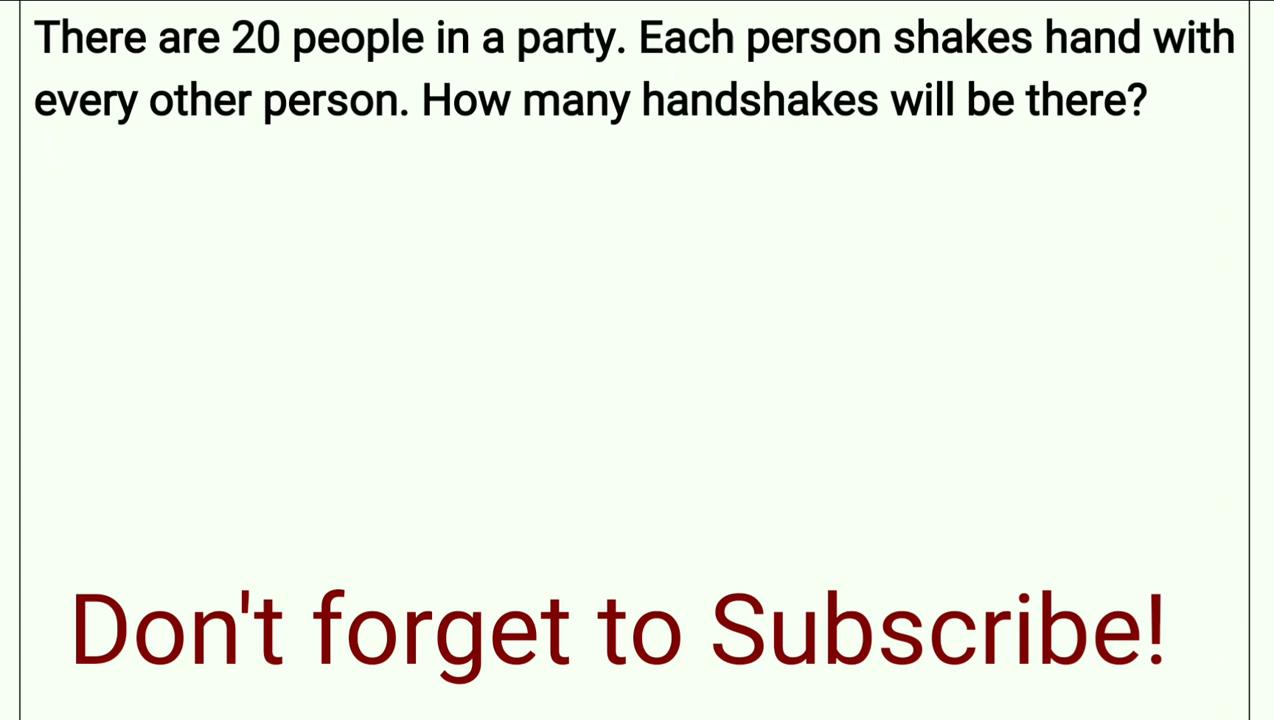 There are 20 people in a party. Each person shakes hand with
every other person. How many handshakes will be there?
Don't forget to Subscribe!